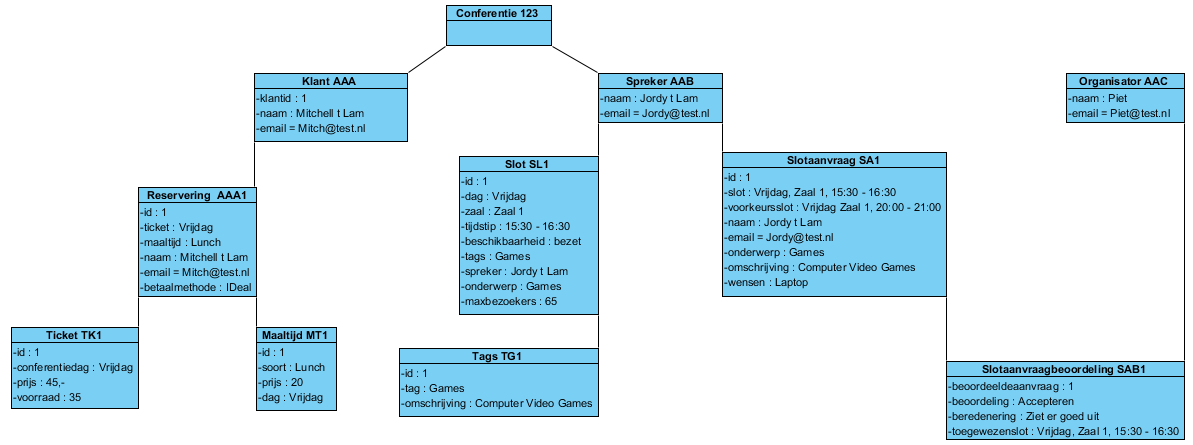 Conferentie 123
Klant AAA
-klantid : 1
-naam : Mitchell t Lam
-email = Mitch@test.nl
Spreker AAB
-naam : Jordy t Lam
-email = Jordy@test.nl
Organisator AAC
-naam : Piet
-email = Piet@test.nl
Reservering AAA1
-id : 1
-ticket : Vrijdag
-maaltijd : Lunch
-naam : Mitchell t Lam
-email = Mitch@test.nl
-betaalmethode : IDeal
Slot SL1
-id : 1
-dag : Vrijdag
-zaal : Zaal 1
-tijdstip : 15:30 - 16:30
-beschikbaarheid : bezet
-tags : Games
-spreker : Jordy t Lam
-onderwerp : Games
-maxbezoekers : 65
Slotaanvraag SA1
-id : 1
-slot : Vrijdag, Zaal 1, 15:30 - 16:30
-voorkeursslot : Vrijdag Zaal 1, 20:00 - 21:00
-naam : Jordy t Lam
-email = Jordy@test.nl
-onderwerp : Games
-omschrijving : Computer Video Games
-wensen : Laptop
Ticket TK1
-id : 1
-conferentiedag : Vrijdag
-prijs : 45,-
-voorraad : 35
Maaltijd MT1
-id : 1
-soort : Lunch
-prijs : 20
-dag : Vrijdag
Tags TG1
-id : 1
-tag : Games
-omschrijving : Computer Video Games
Slotaanvraagbeoordeling SAB1
-beoordeeldeaanvraag : 1
-beoordeling : Accepteren
-beredenering : Ziet er goed uit
-toegewezenslot : Vrijdag, Zaal 1, 15:30 - 16:30